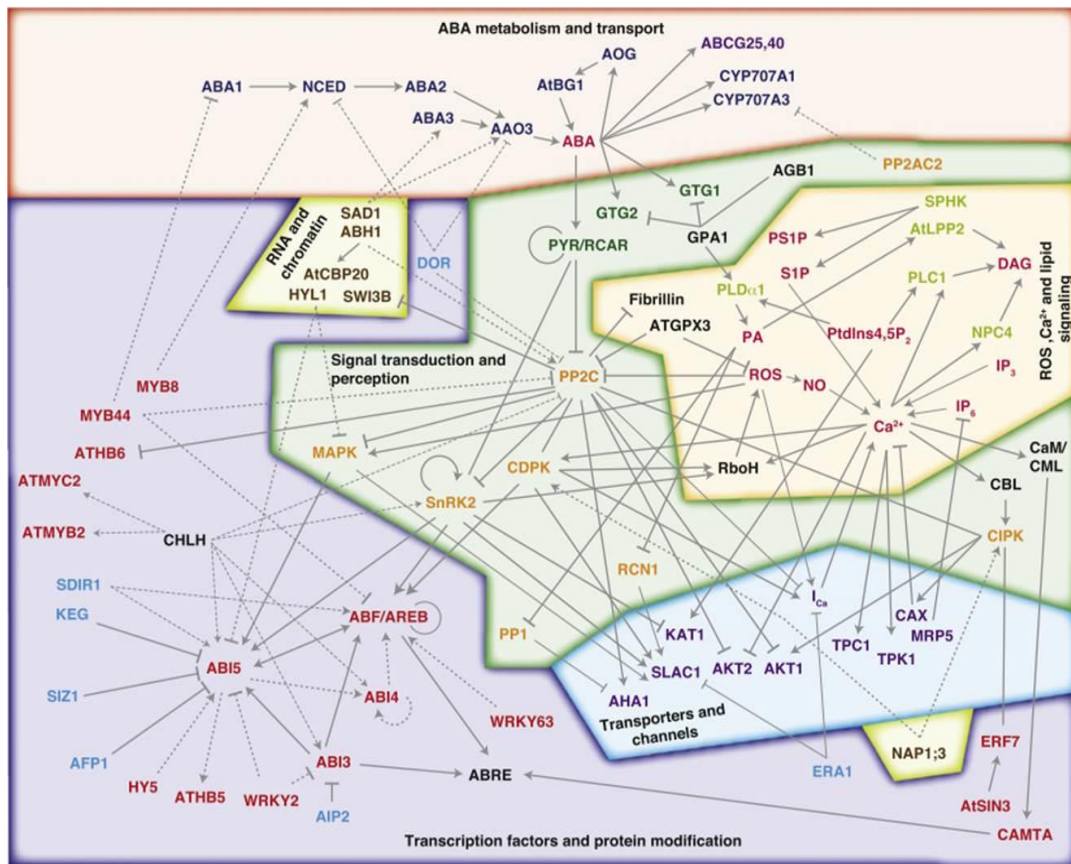 ABA metabolism and transport
ABCG25,40
AOG
ABA1
NCED
ABA2
AtBG1
CYP707A1
CYP707A3
ABA3
AAO3
ABA
PP2AC2
AGB1
GTG1
GTG2
SPHK
SAD1
ABH1
RNA and
chromatin
AtCBP20
HYL1
SWI3B
DOR
PYR/RCAR
GPA1
PS1P
AtLPP2
S1P
PLC1
DAG
PLDα1
Fibrillin
ATGPX3
PA
PtdIns4,5P2
NPC4
IP3
ROS ,Ca2+ and lipid
signaling
Signal transduction and
perception
PP2C
ROS
NO
MYB8
MYB44
ATHB6
IP6
Ca2+
MAPK
CDPK
RboH
CaM/
CML
CBL
ATMYC2
SnRK2
ATMYB2
CHLH
CIPK
SDIR1
RCN1
KEG
ABF/AREB
ICa
CAX
PP1
KAT1
MRP5
TPC1
TPK1
ABI5
SLAC1
AKT2
AKT1
SIZ1
ABI4
AHA1
WRKY63
Transporters and
channels
NAP1;3
ERF7
AFP1
ABI3
ABRE
ERA1
HY5
ATHB5
WRKY2
AtSIN3
AIP2
CAMTA
Transcription factors and protein modification